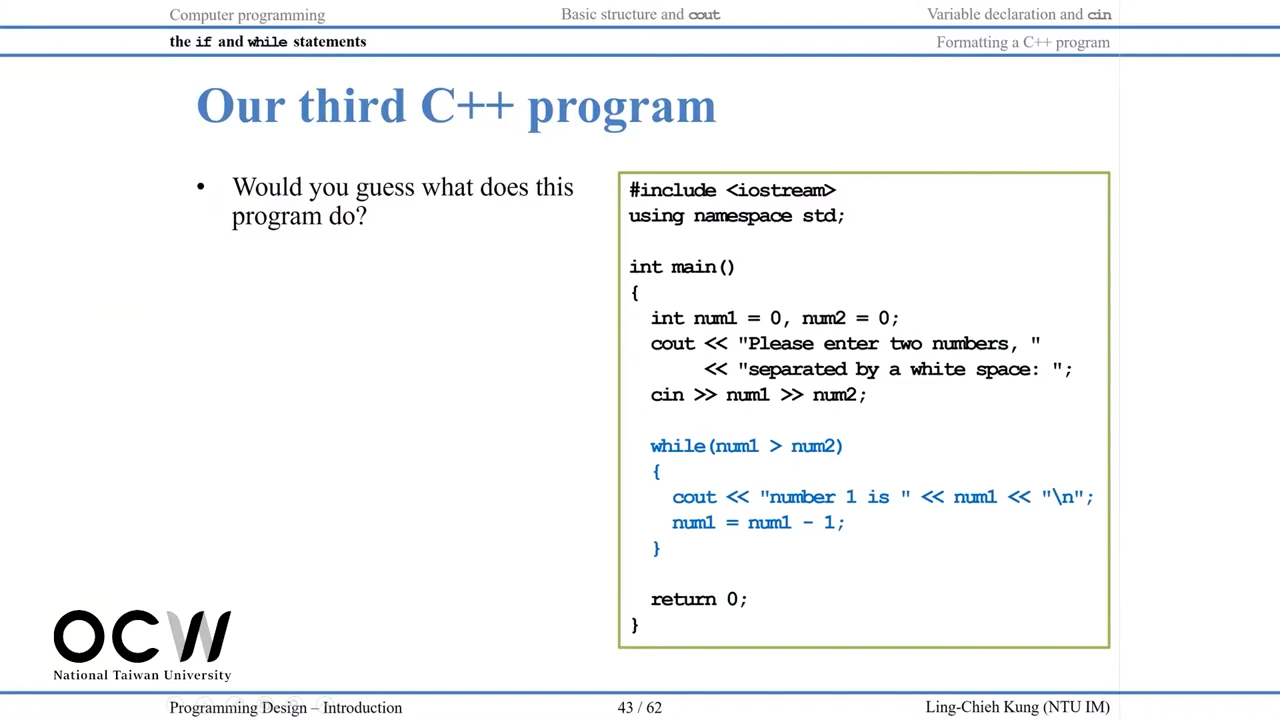 Computer programming
Basic structure and cout
Variable declaration and cin
the if and while statements
Formatting a C++ program
Our third C++ program
• Would you guess what does this
program do?
#include <iostream>
using namespace std;
int main()
{
int num1 = 0, num2 = 0;
cout << "Please enter two numbers, "
<< "separated by a white space: ";
cin >> num1 >> num2;
while(num1 > num2)
{
cout << "number 1 is " << num1 << "\n";
num1 = num1 - 1;
}
return 0;
}
OCW
National Taiwan University
Programming Design – Introduction
43 / 62
Ling-Chieh Kung (NTU IM)